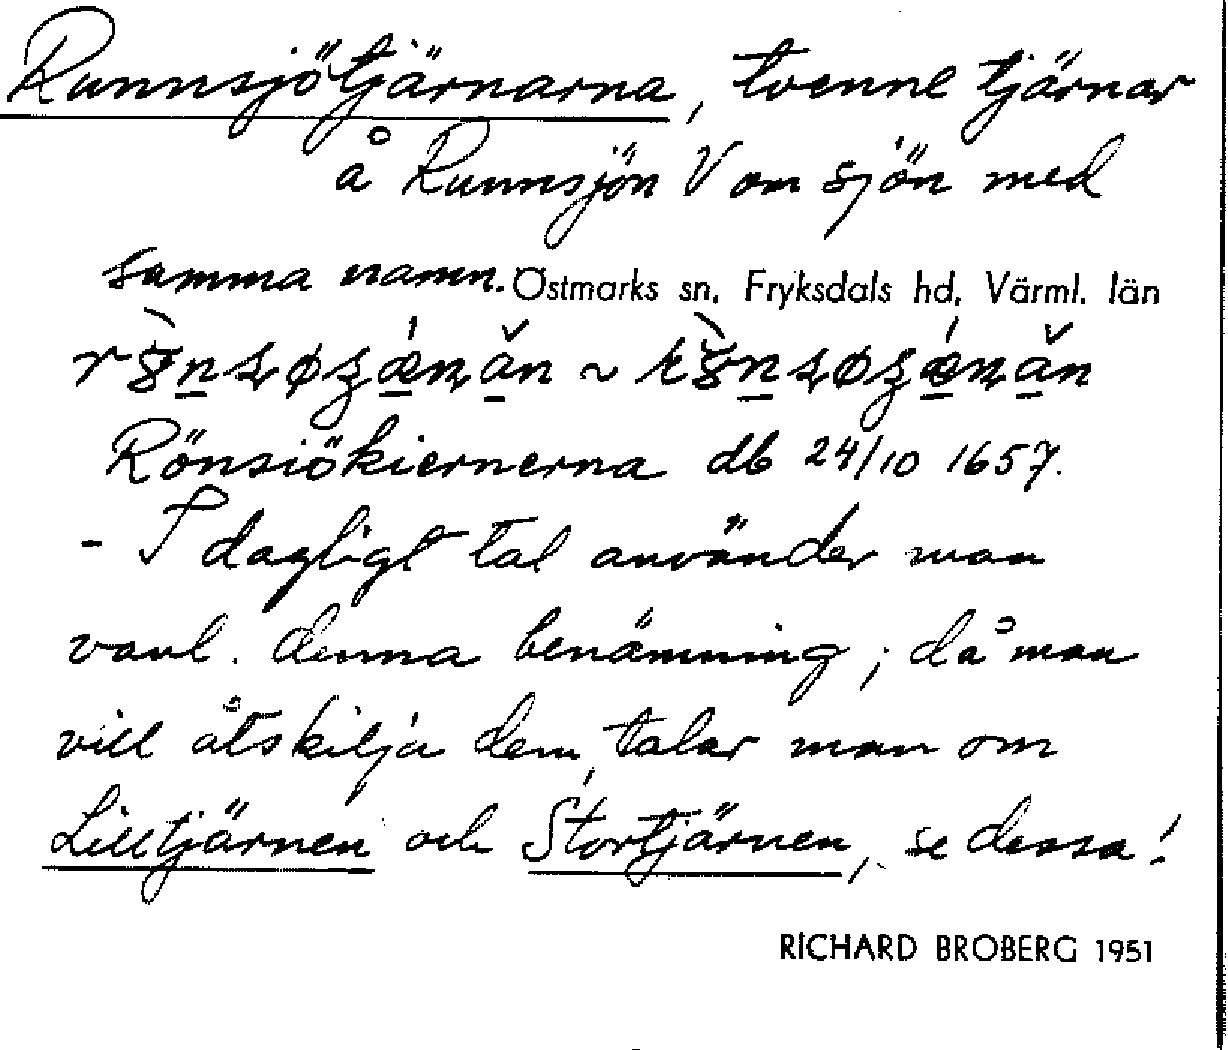 Runnsjötjärnarna, tvenne tjärnar
å Runnsjön V om sjön med
samma namn. Östmarks sn, Fryksdals hd, Värml. län
Rönsiökiernerna db 24/10 1657.
- I dagligt tal använder man
vanl. denna benämning; då man
vill åtskilja dem, talar man om
Lilltjärnen och Stortjärnen, se dessa!
RICHARD BROBERG 1951